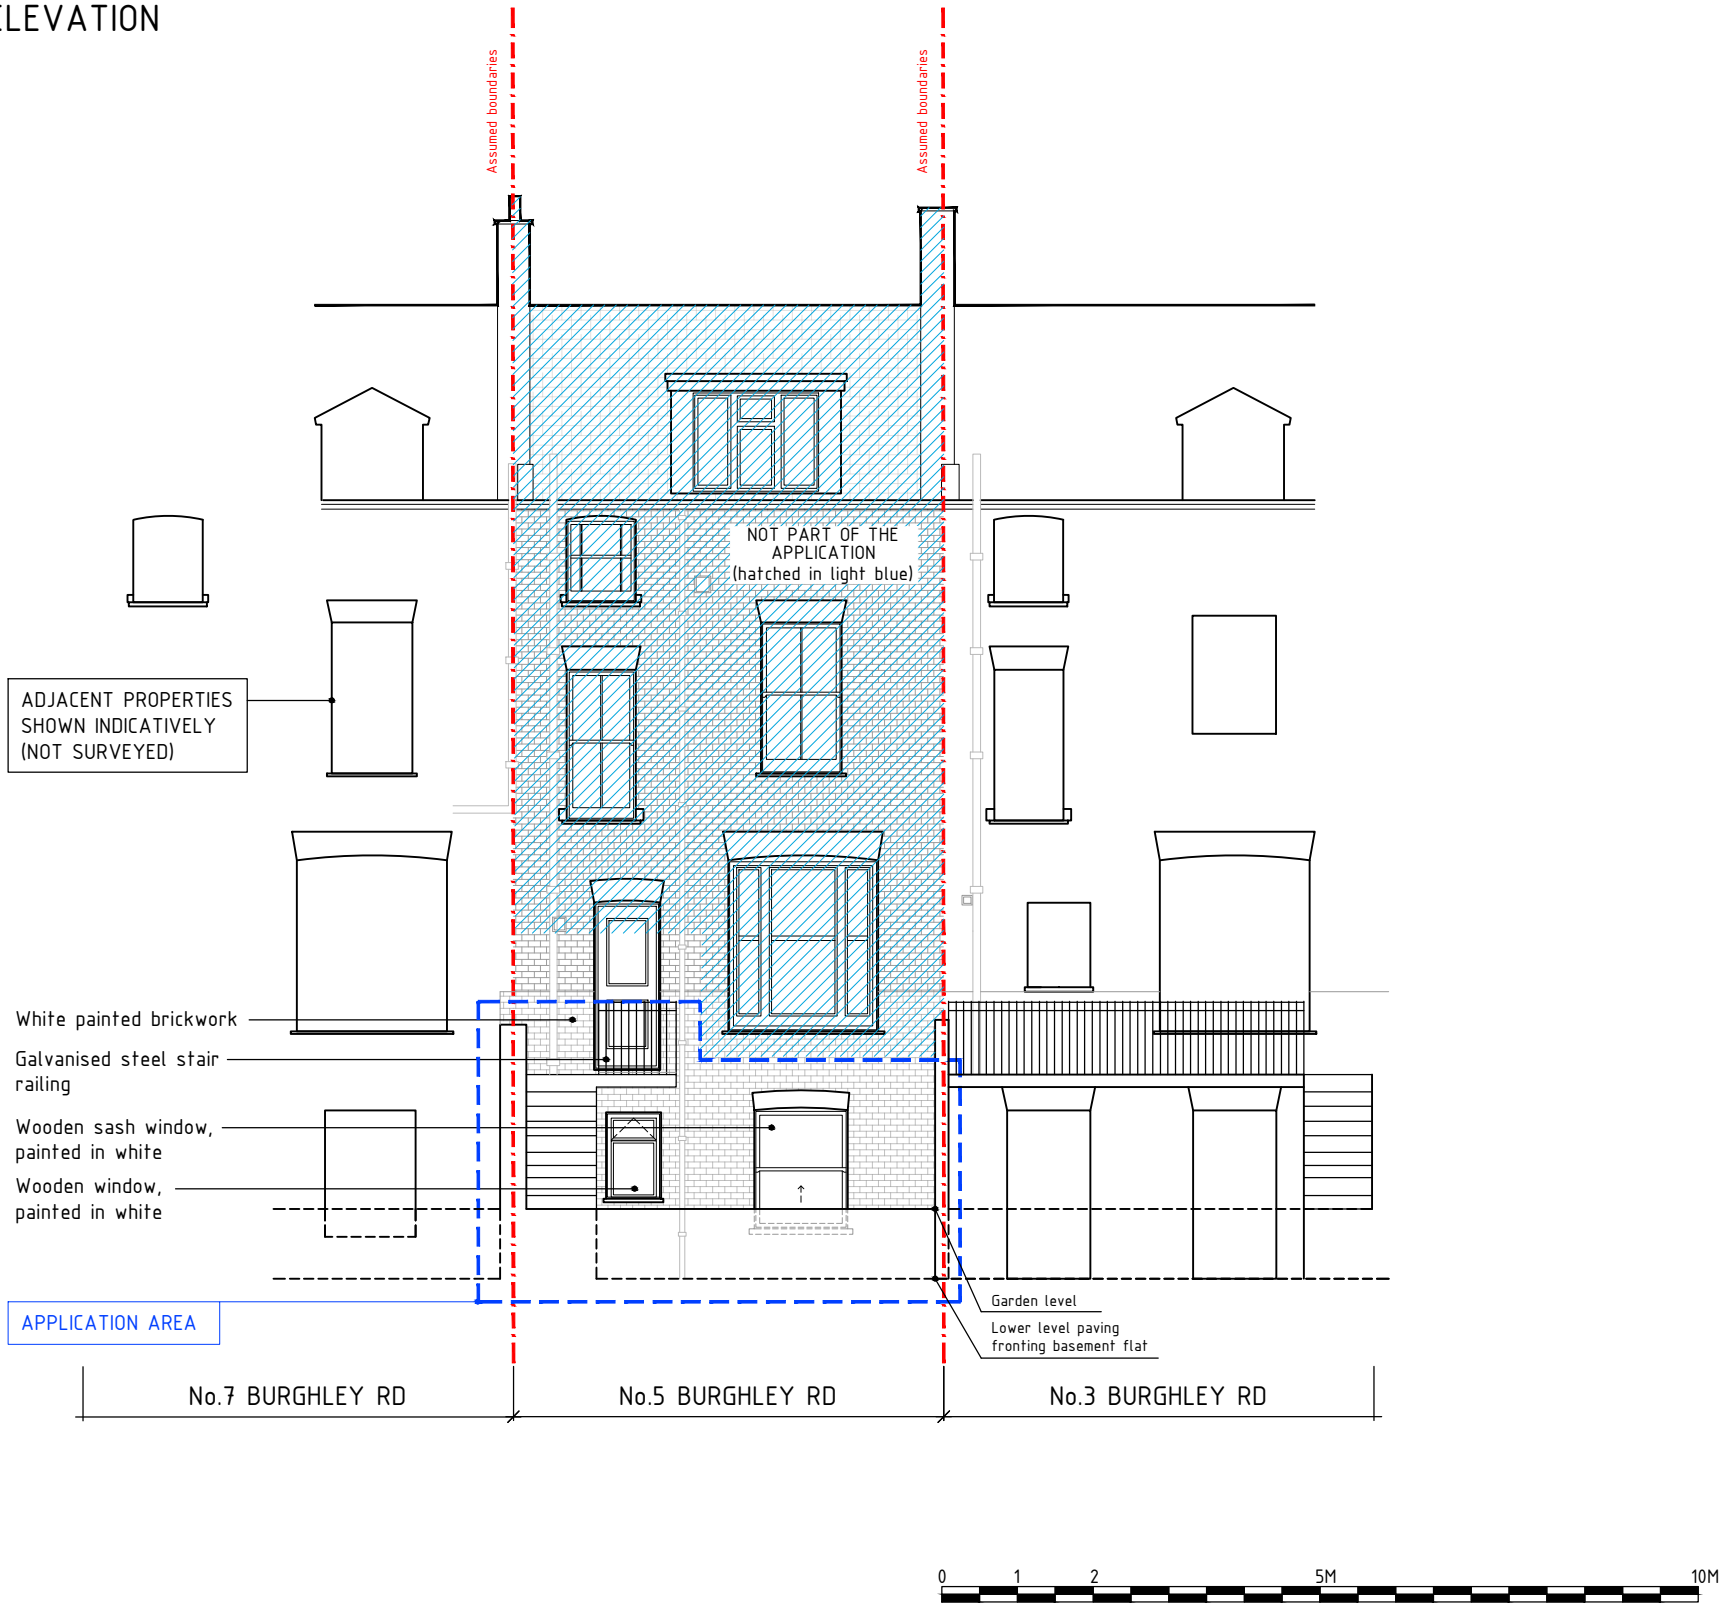 ELEVATION
Assumed boundaries
Assumed boundaries
NOT PART OF THE
APPLICATION
(hatched in light blue)
ADJACENT PROPERTIES
SHOWN INDICATIVELY
(NOT SURVEYED)
White painted brickwork
Galvanised steel stair
railing
Wooden sash window,
painted in white
Wooden window,
painted in white
APPLICATION AREA
Garden level
Lower level paving
fronting basement flat
No.7 BURGHLEY RD
No.5 BURGHLEY RD
No.3 BURGHLEY RD
0 1 2 5M 10M